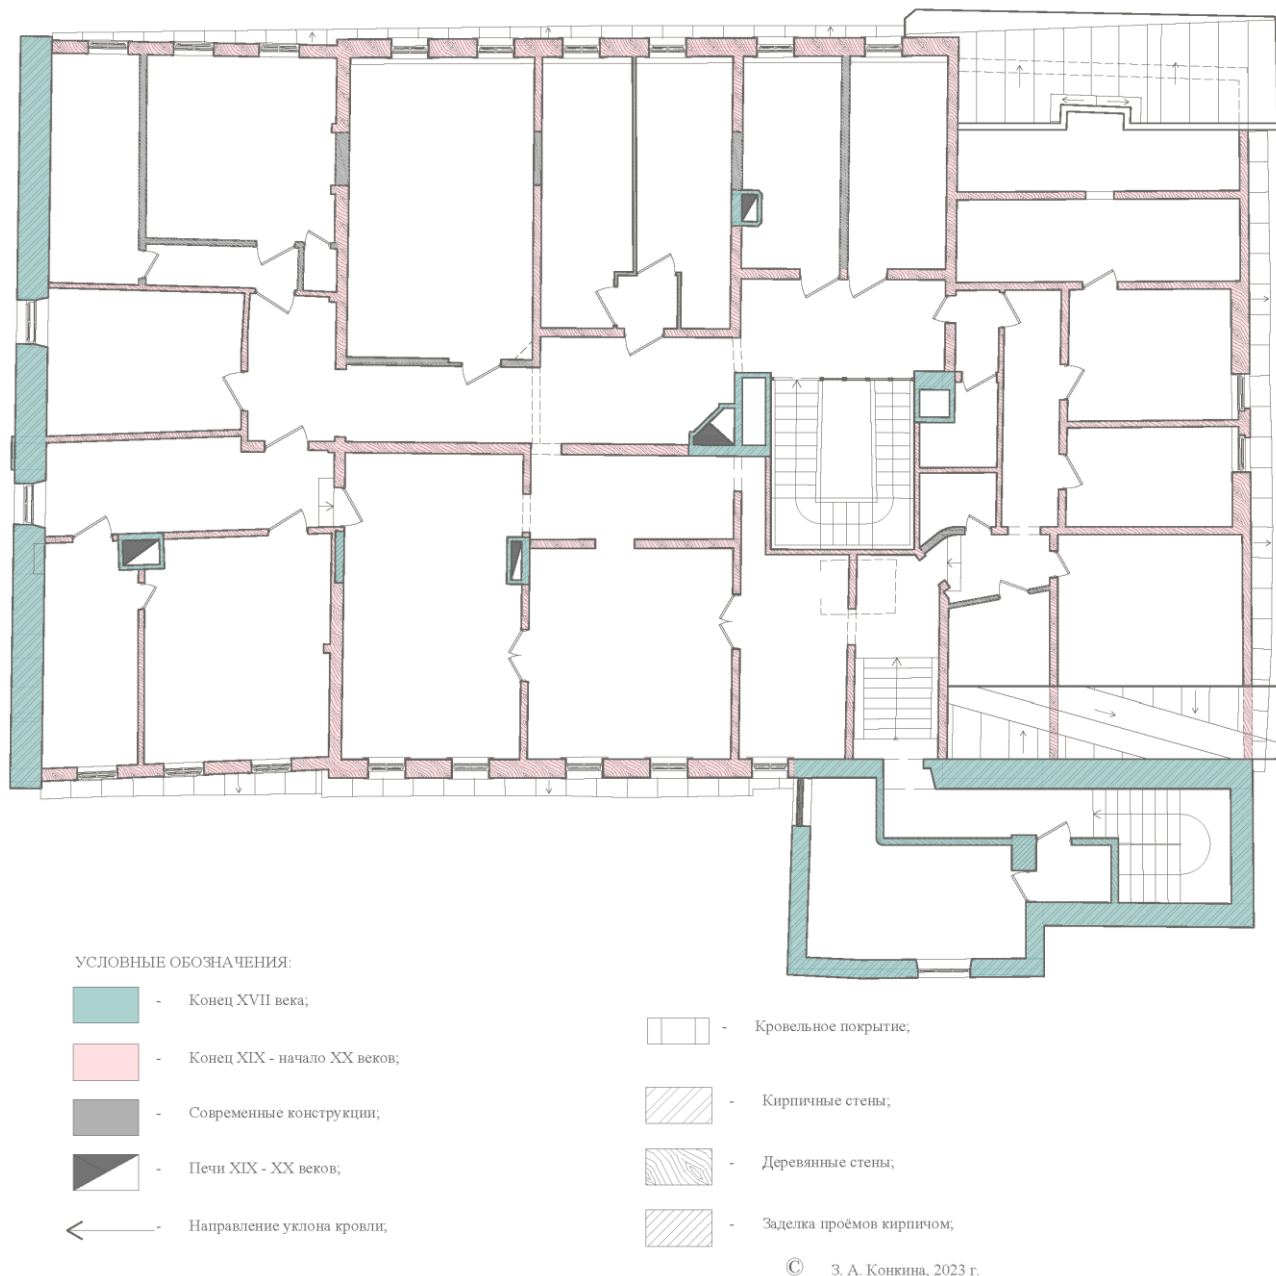 УСЛОВНЫЕ ОБОЗНАЧЕНИЯ:
- Конец XVII века;
- Конец XIX - начало XX веков;
- Современные конструкции;
- Печи XIX - XX веков;
- Направление уклона кровли;
- Кровельное покрытие;
- Кирпичные стены;
- Деревянные стены;
- Заделка проёмов кирпичом;
© З. А. Конкина, 2023 г.